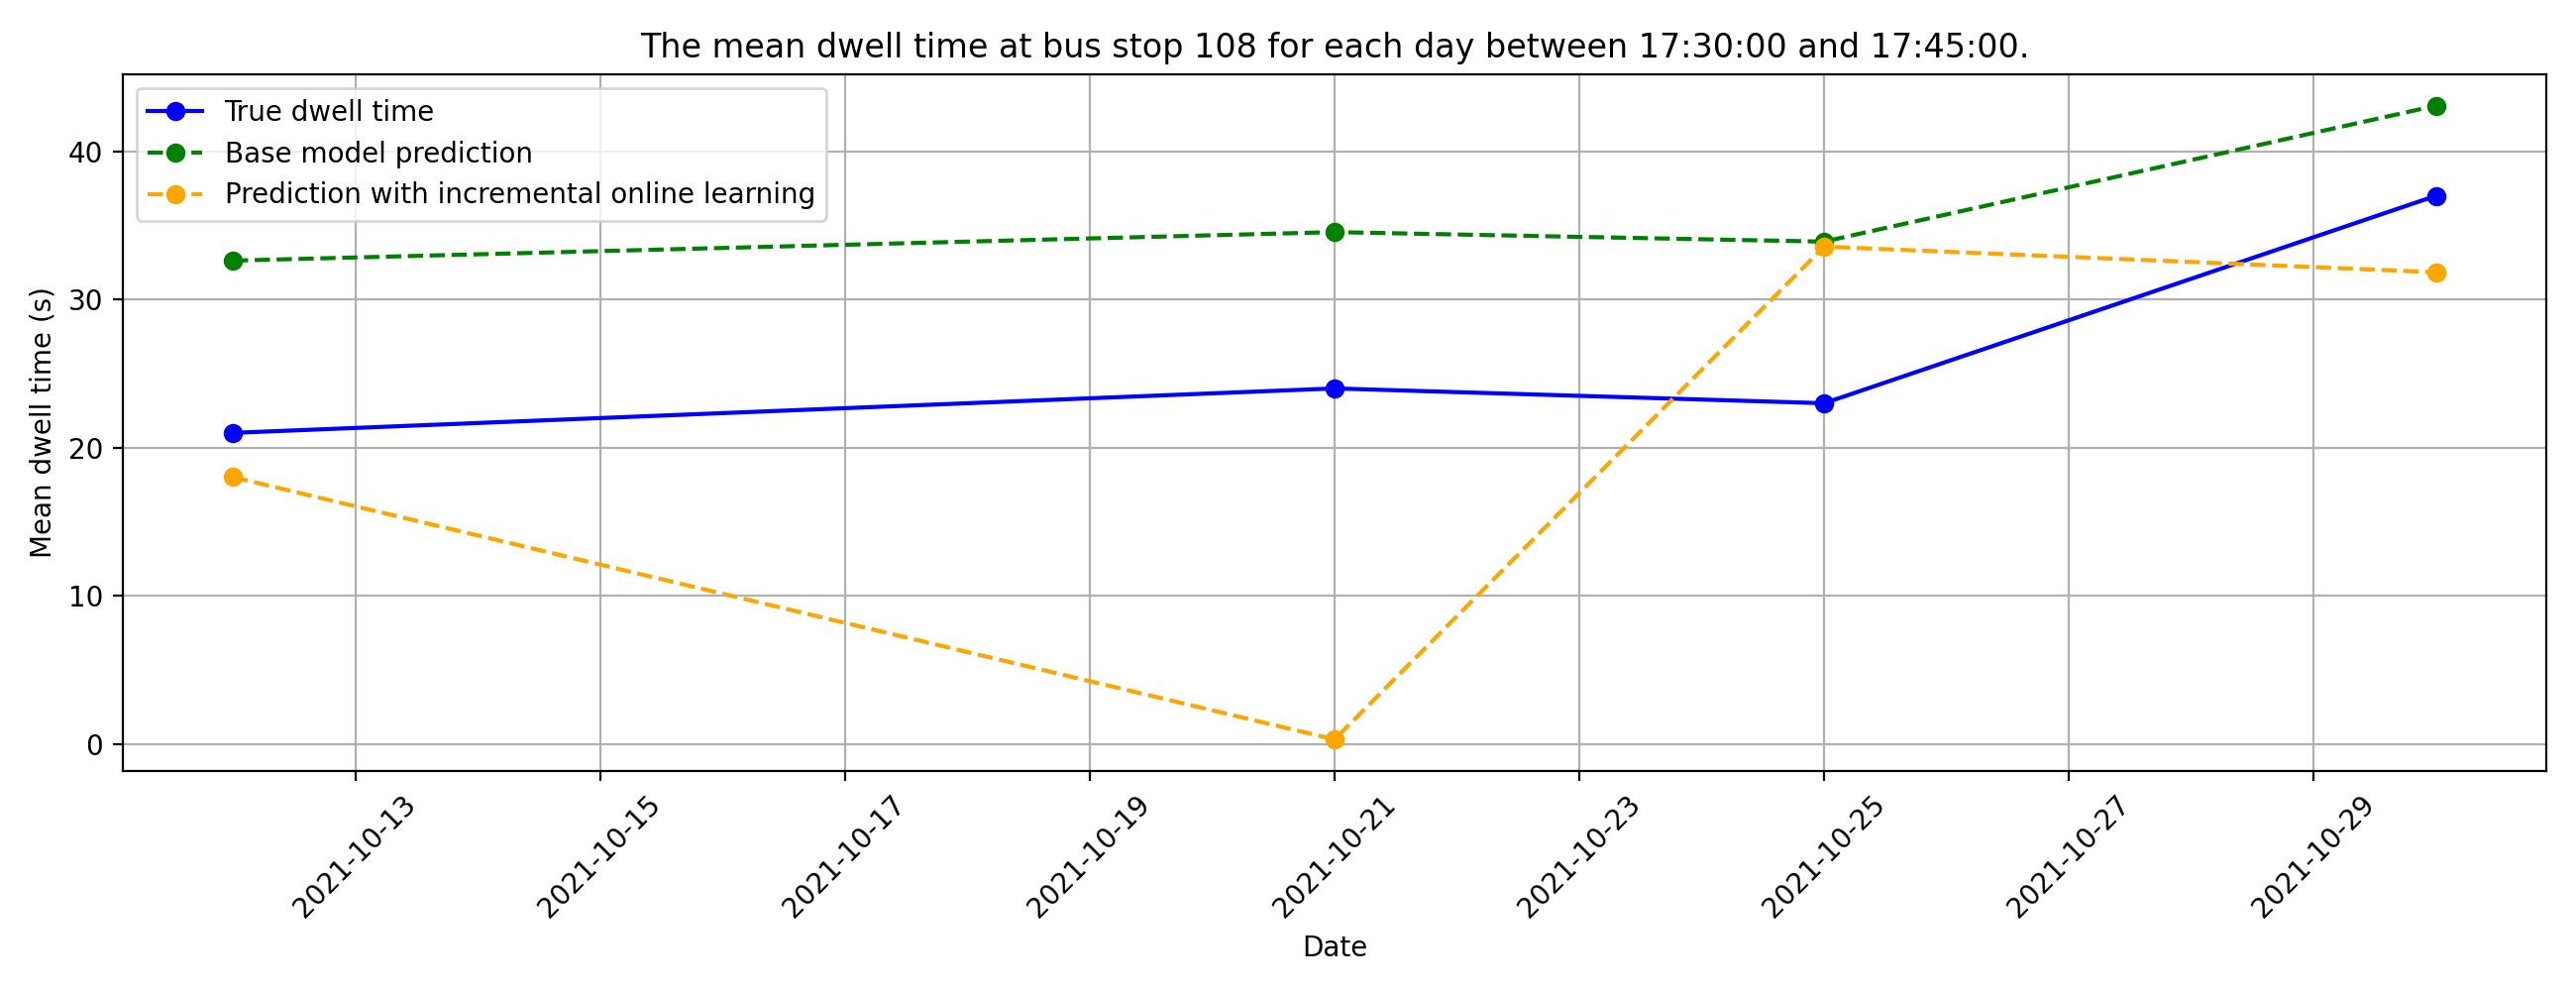 The mean dwell time at bus stop 108 for each day between 17:30:00 and 17:45:00.
True dwell time
Base model prediction
Prediction with incremental online learning
Mean dwell time (s)
40
30
20
10
0
2021-10-13
2021-10-15
2021-10-17
2021-10-19
2021-10-21
2021-10-23
2021-10-25
2021-10-27
2021-10-29
Date